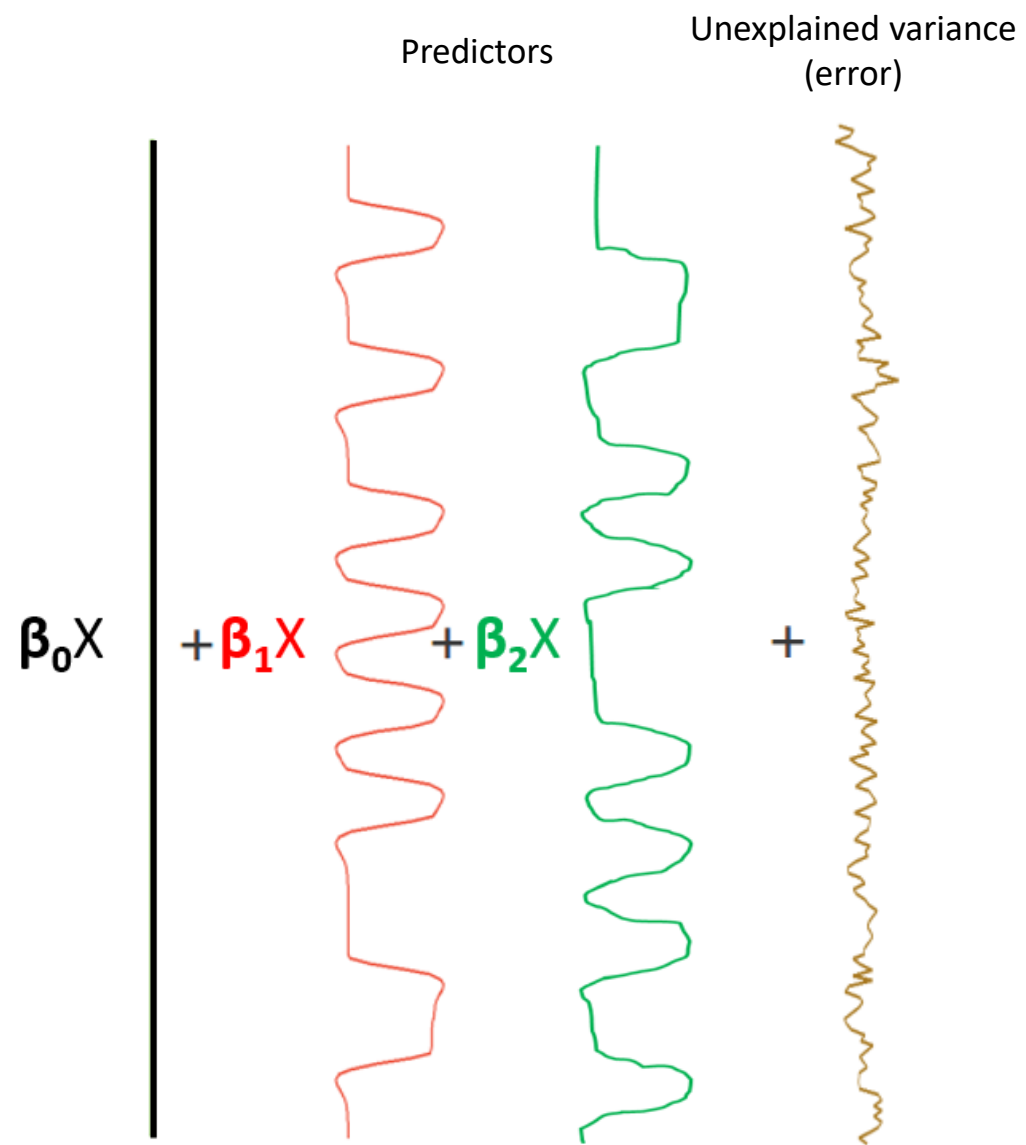 Predictors
Unexplained variance
(error)
β₀X
+β₁X
+β₂X
+